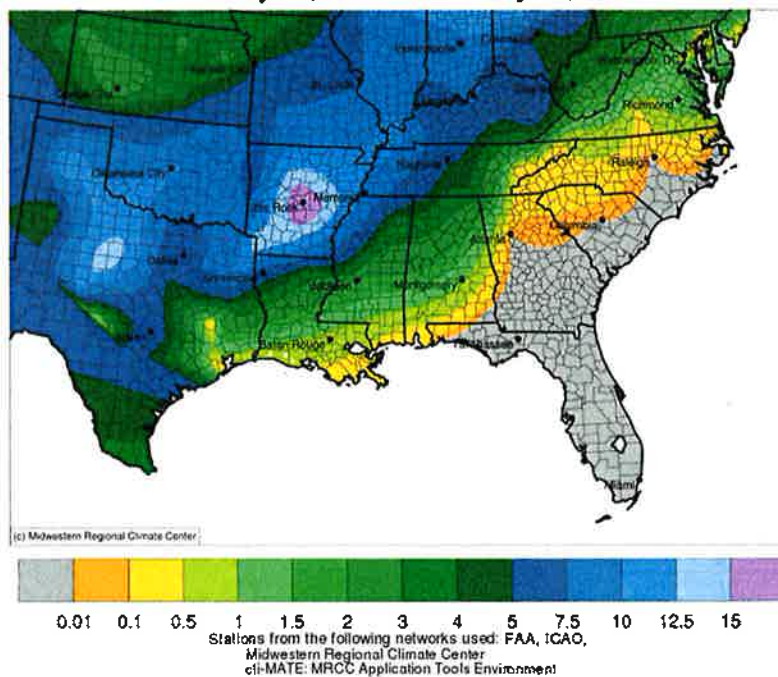 Indianapolis
Washington, DC
Richmond
Oklahoma City
Nashville
Raleigh
Little Rock
Memphis
Columbia
Atlanta
Dallas
Jackson
Montgomery
Baton Rouge
Tallahassee
Miami
(c) Midwestern Regional Climate Center
0.01 0.1 0.5 1 1.5 2 3 4 5 7.5 10 12.5 15
Stations from the following networks used: FAA, ICAO,
Midwestern Regional Climate Center
cli-MATE: MRCC Application Tools Environment